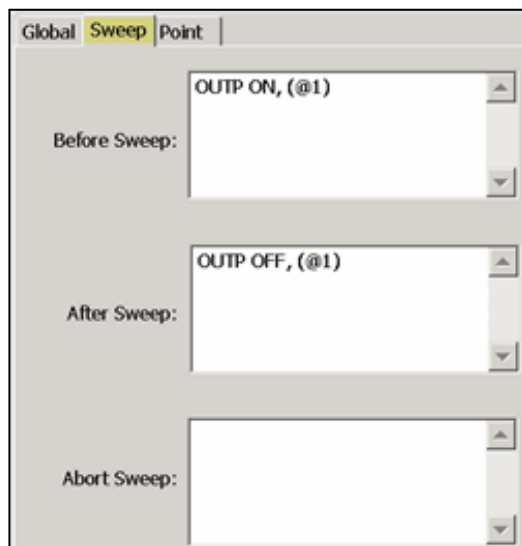 Global Sweep Point
OUTP ON, (@1)
Before Sweep:
OUTP OFF, (@1)
After Sweep:
Abort Sweep: